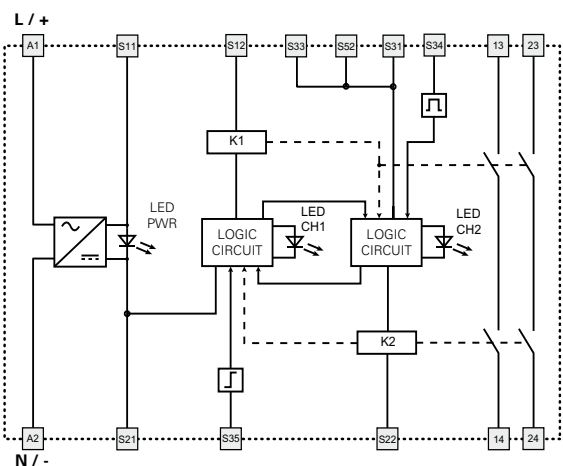 L / +
A1 S11 S12 S33 S52 S31 S34 13 23
K1
LED
PWR
LED
CH1
LED
CH2
LOGIC
CIRCUIT
LOGIC
CIRCUIT
K2
A2 S21 S35 S22 14 24
N / -